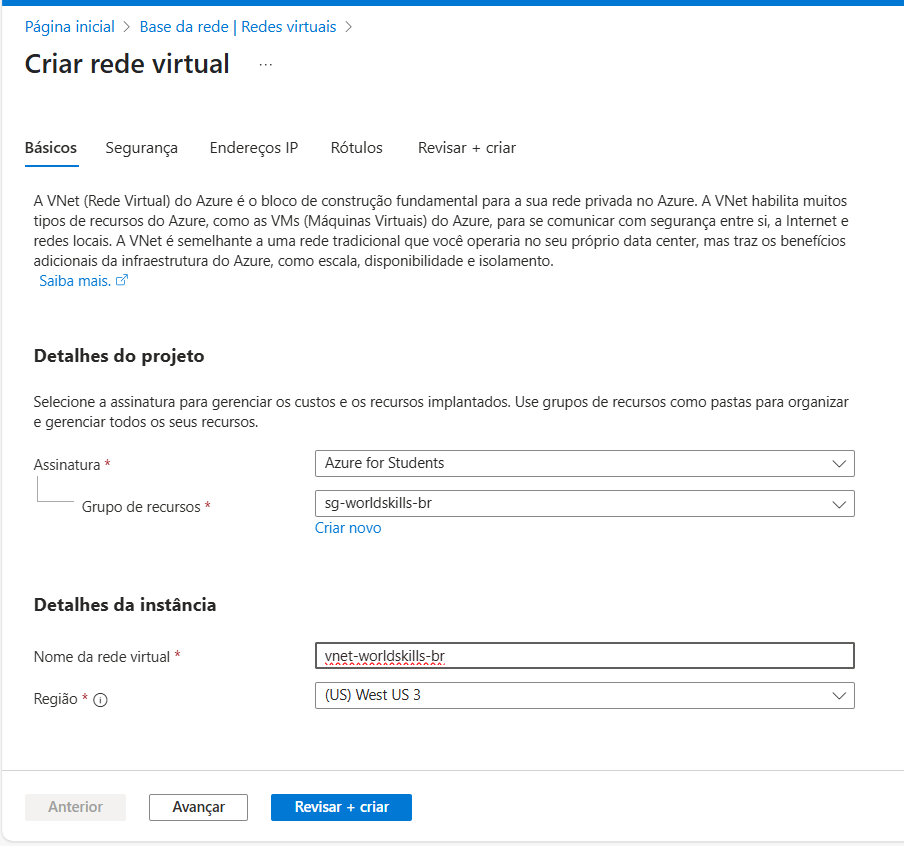 Página inicial > Base da rede | Redes virtuais >
Criar rede virtual ...
Básicos Segurança Endereços IP Rótulos Revisar + criar
A VNet (Rede Virtual) do Azure é o bloco de construção fundamental para a sua rede privada no Azure. A VNet habilita muitos
tipos de recursos do Azure, como as VMs (Máquinas Virtuais) do Azure, para se comunicar com segurança entre si, a Internet e
redes locais. A VNet é semelhante a uma rede tradicional que você operaria no seu próprio data center, mas traz os benefícios
adicionais da infraestrutura do Azure, como escala, disponibilidade e isolamento.
Saiba mais.
Detalhes do projeto
Selecione a assinatura para gerenciar os custos e os recursos implantados. Use grupos de recursos como pastas para organizar
e gerenciar todos os seus recursos.
Assinatura * Azure for Students
Grupo de recursos * sg-worldskills-br
Criar novo
Detalhes da instância
Nome da rede virtual * vnet-worldskills-br
Região * (US) West US 3
Anterior Avançar Revisar + criar